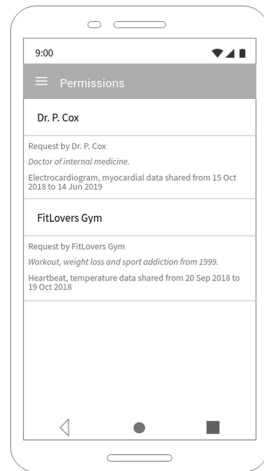 9:00
Permissions
Dr. P. Cox
Request by Dr. P. Cox
Doctor of internal medicine.
Electrocardiogram, myocardial data shared from 15 Oct
2018 to 14 Jun 2019
FitLovers Gym
Request by FitLovers Gym
Workout, weight loss and sport addiction from 1999.
Heartbeat, temperature data shared from 20 Sep 2018 to
19 Oct 2018